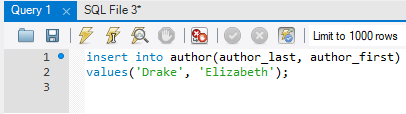 Query 1 SQL File 3*
Limit to 1000 rows
1 insert into author(author_last, author_first)
2 values('Drake', 'Elizabeth');
3